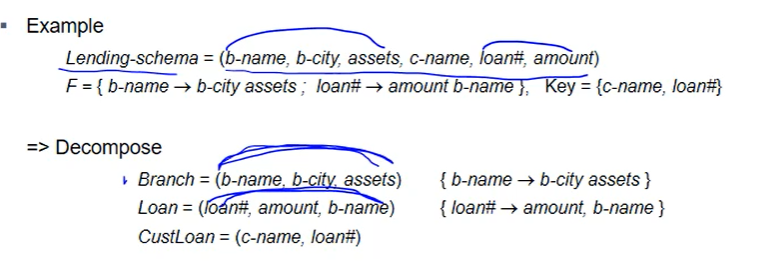 ▪ Example
Lending-schema = (b-name, b-city, assets, c-name, loan#, amount)
F = { b-name → b-city assets ; loan# → amount b-name }, Key = {c-name, loan#}
=> Decompose
Branch = (b-name, b-city, assets) { b-name → b-city assets }
Loan = (loan#, amount, b-name) { loan# → amount, b-name }
CustLoan = (c-name, loan#)